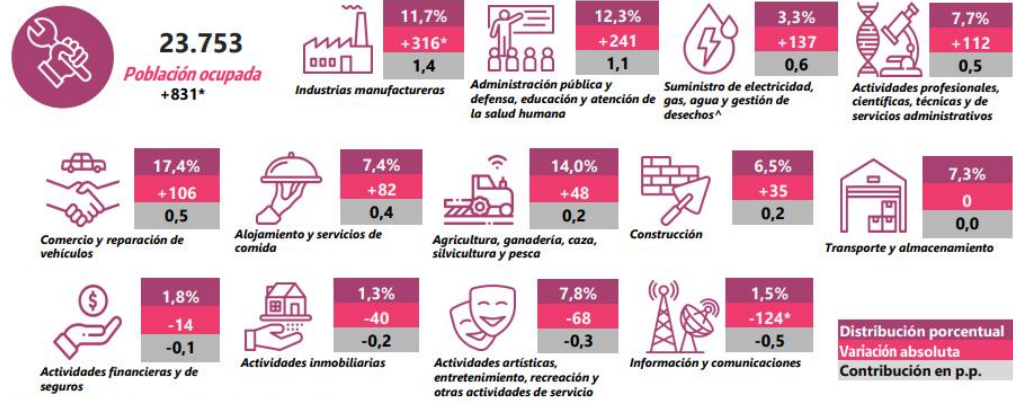 23.753
Población ocupada
+831*
11,7%
+316*
1,4
Industrias manufactureras
12,3%
+241
1,1
Administración pública y
defensa, educación y atención de
la salud humana
3,3%
+137
0,6
Suministro de electricidad,
gas, agua y gestión de
desechos^
7,7%
+112
0,5
Actividades profesionales,
científicas, técnicas y de
servicios administrativos
17,4%
+106
0,5
Comercio y reparación de
vehículos
7,4%
+82
0,4
Alojamiento y servicios de
comida
14,0%
+48
0,2
Agricultura, ganadería, caza,
silvicultura y pesca
6,5%
+35
0,2
Construcción
7,3%
0
0,0
Transporte y almacenamiento
1,8%
-14
-0,1
Actividades financieras y de
seguros
1,3%
-40
-0,2
Actividades inmobiliarias
7,8%
-68
-0,3
Actividades artísticas,
entretenimiento, recreación y
otras actividades de servicio
1,5%
-124*
-0,5
Información y comunicaciones
Distribución porcentual
Variación absoluta
Contribución en p.p.